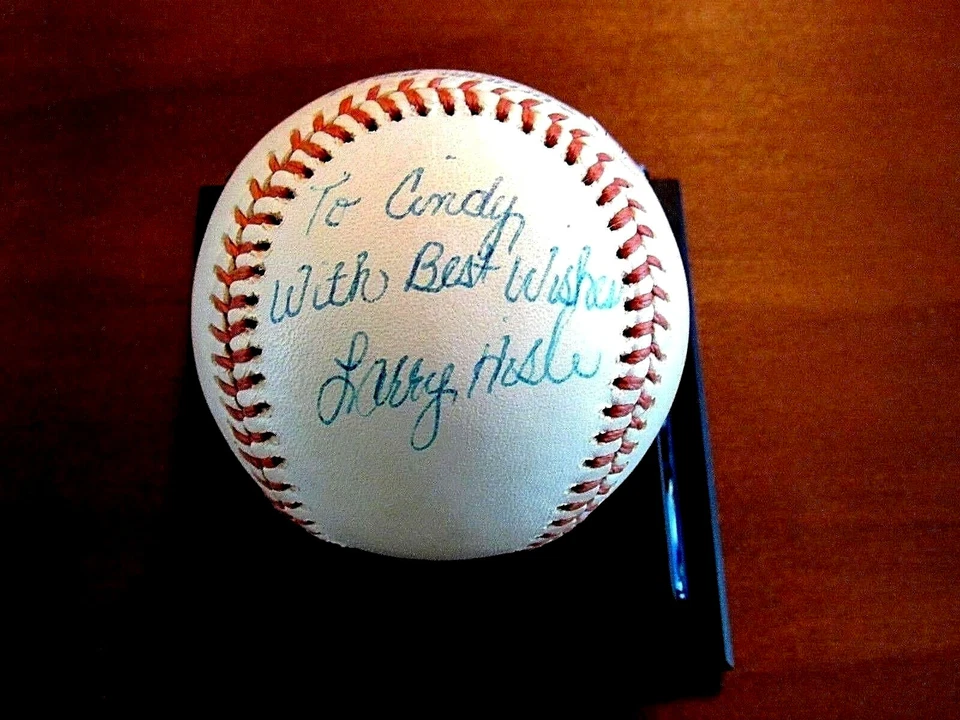 To Cindy,
With Best Wishes
Larry Hisle